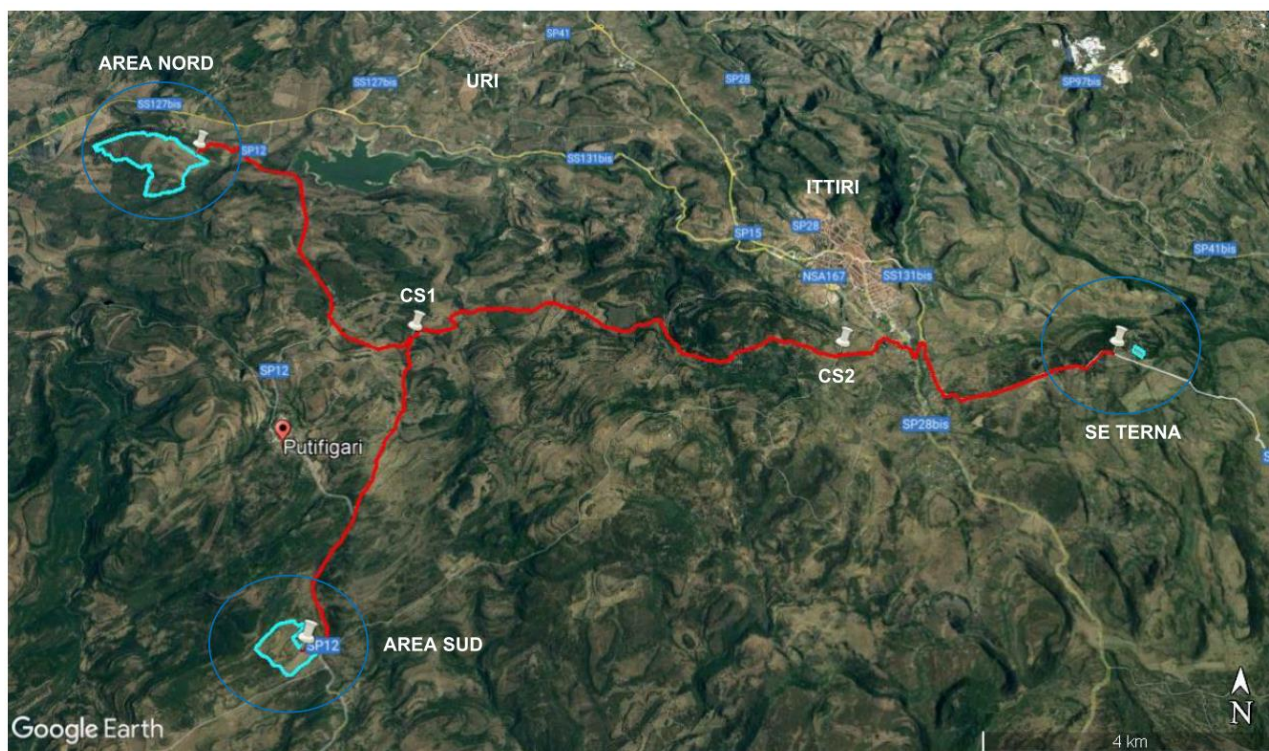 SP41
AREA NORD
URI
SP97bis
SS127bis
SP28
SS127bis
SP12
SS131bis
ITTIRI
SP28
SP15
SP41bis
NSA167
SS131bis
CS1
SP12
CS2
SP28bis
SE TERNA
Putifigari
S
AREA SUD
SP12
N
Google Earth
4 km